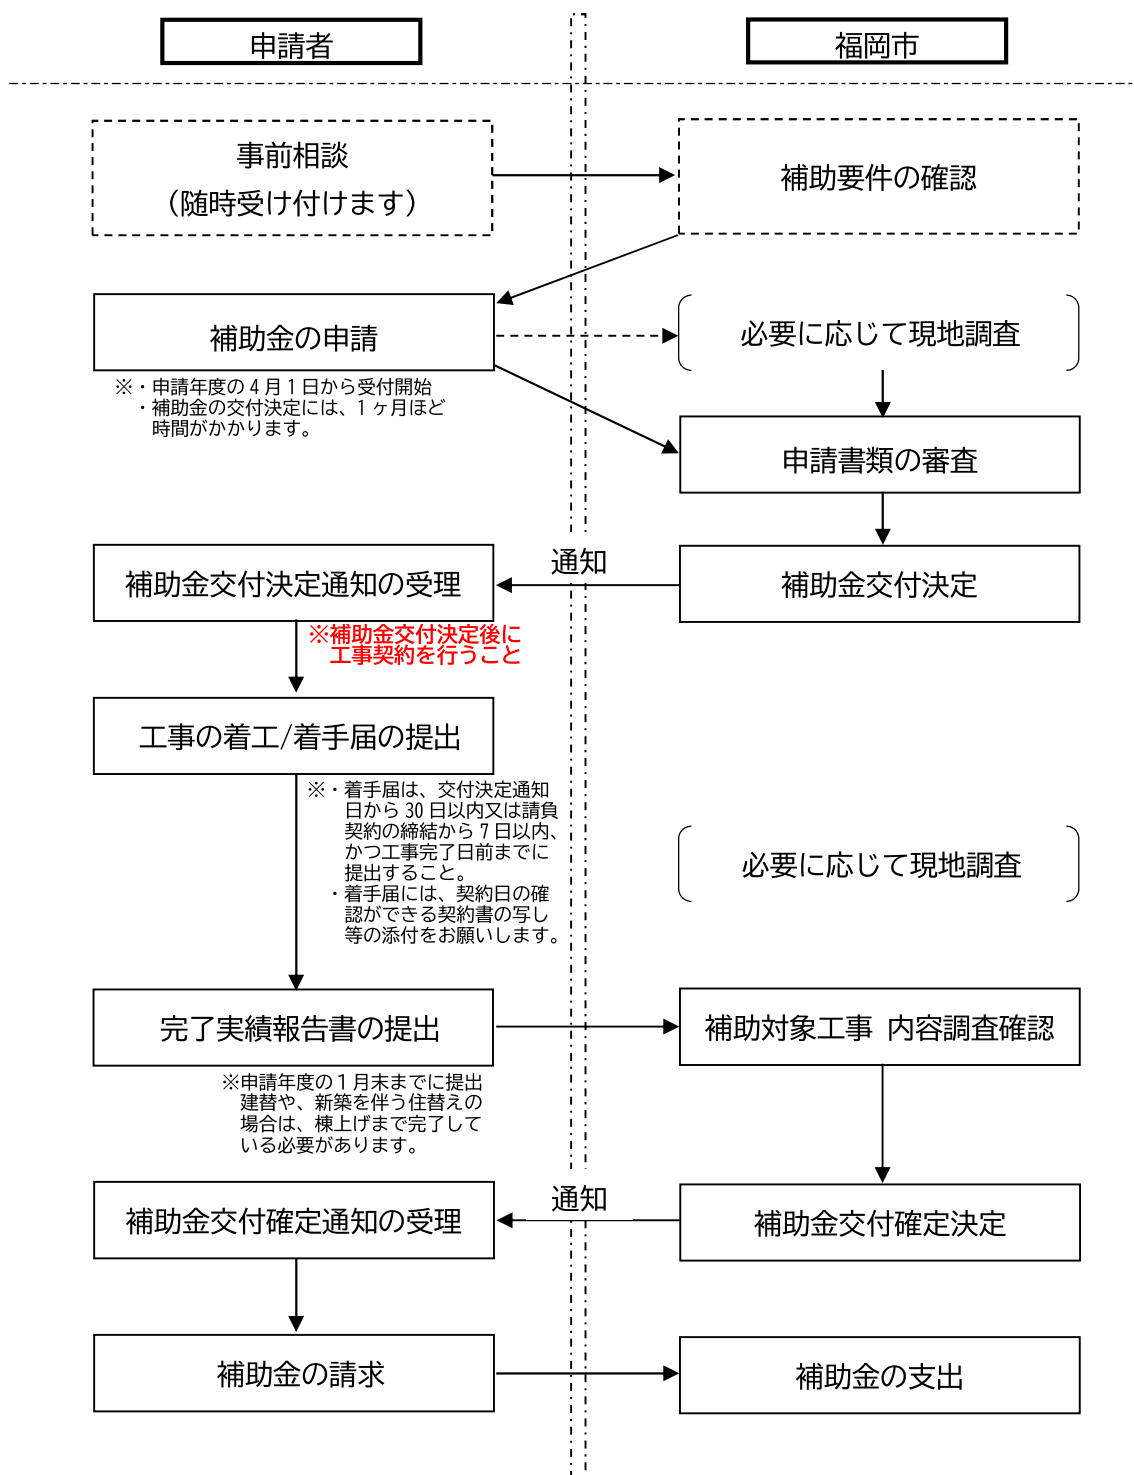 申請者
福岡市
事前相談
（随時受け付けます）
補助要件の確認
補助金の申請
必要に応じて現地調査
※・申請年度の4月1日から受付開始
・補助金の交付決定には、1ヶ月ほど
時間がかかります。
申請書類の審査
通知
補助金交付決定通知の受理
補助金交付決定
※補助金交付決定後に
工事契約を行うこと
工事の着工/着手届の提出
※・着手届は、交付決定通知
日から30日以内又は請負
契約の締結から7日以内、
かつ工事完了日前までに
提出すること。
・着手届には、契約日の確
認ができる契約書の写し
等の添付をお願いします。
必要に応じて現地調査
完了実績報告書の提出
補助対象工事 内容調査確認
※申請年度の1月末までに提出
建替や、新築を伴う住替えの
場合は、棟上げまで完了して
いる必要があります。
通知
補助金交付確定通知の受理
補助金交付確定決定
補助金の請求
補助金の支出